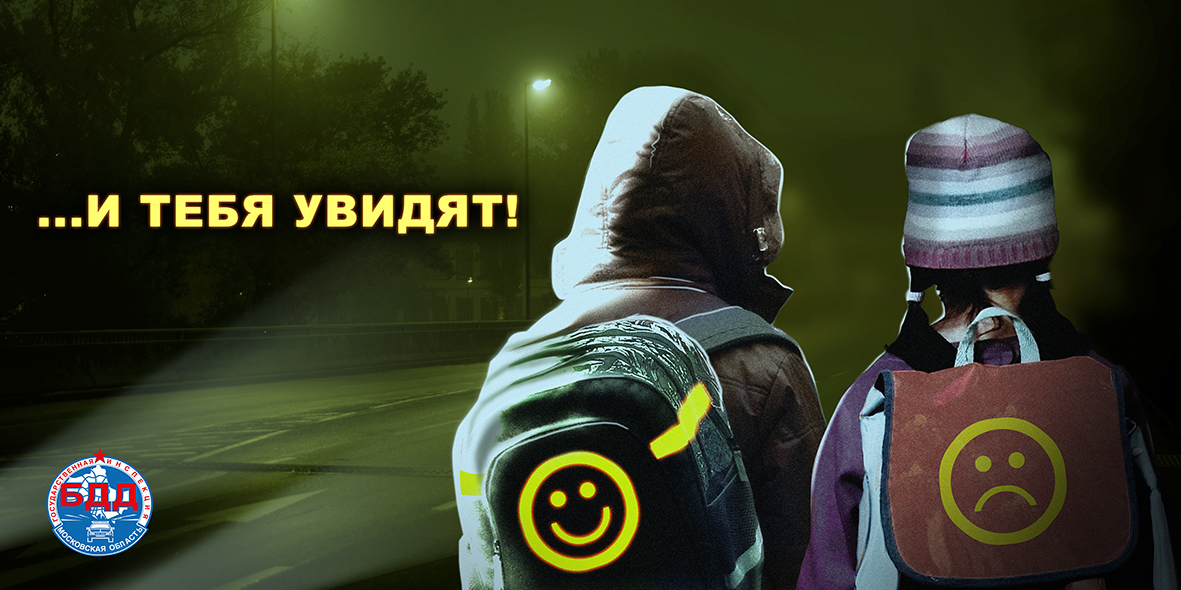 ...И ТЕБЯ УВИДЯТ!
ГОСУДАРСТВЕННАЯ ИНСПЕКЦИЯ
БДД
МОСКОВСКАЯ ОБЛАСТЬ